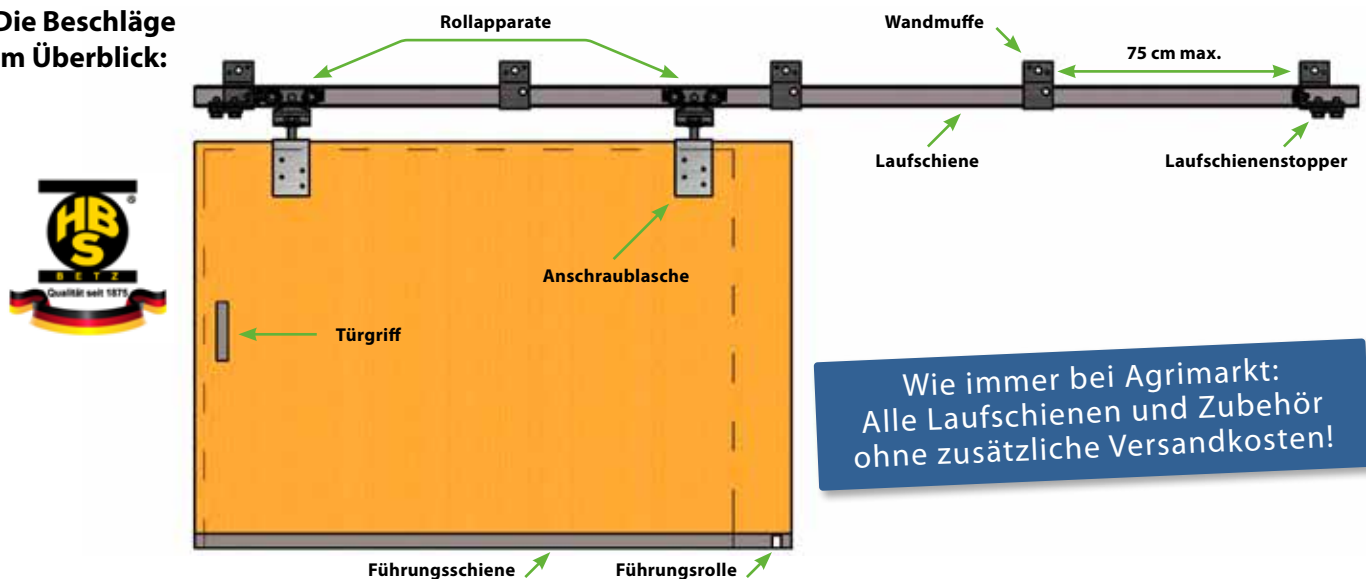 Die Beschläge
im Überblick:
Rollapparate
Wandmuffe
75 cm max.
Laufschiene
Laufschienenstopper
HBS
®
BETZ
Qualität seit 1875
Anschraublasche
Türgriff
Wie immer bei Agrimarkt:
Alle Laufschienen und Zubehör
ohne zusätzliche Versandkosten!
Führungsschiene
Führungsrolle